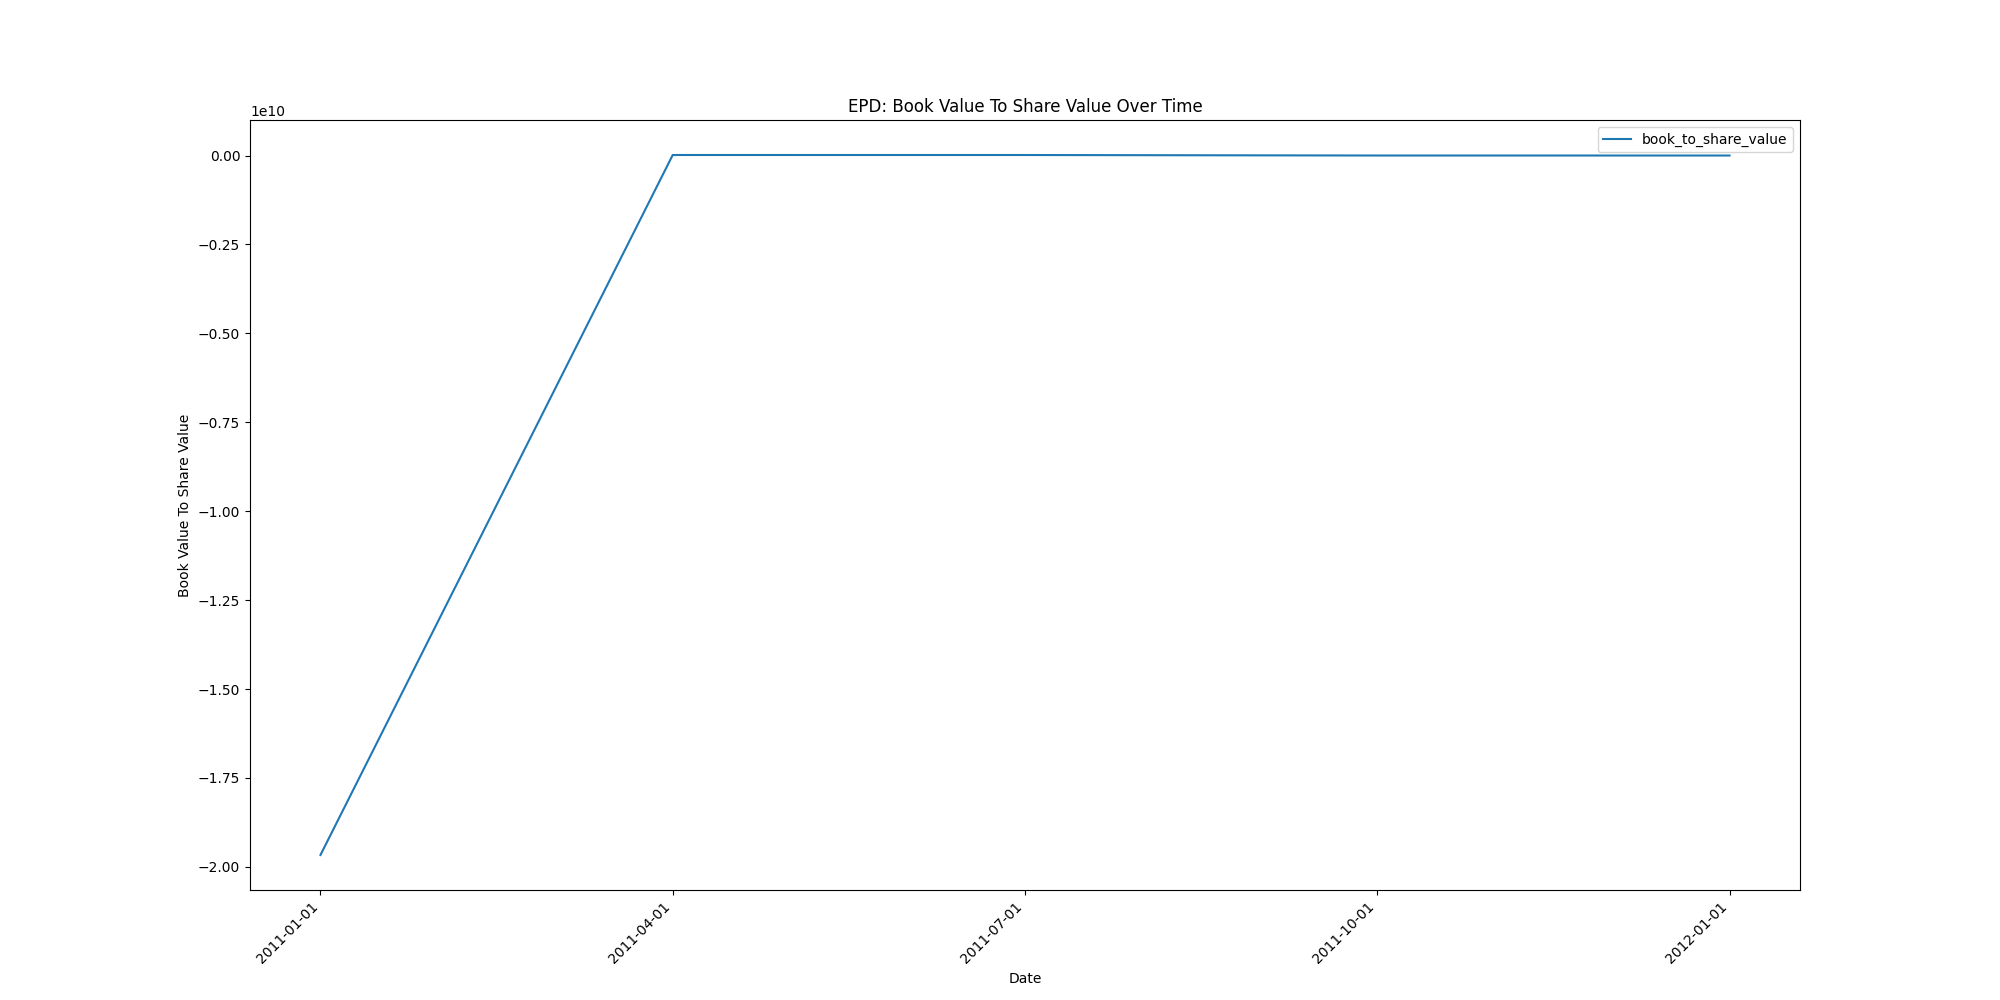 EPD: Book Value To Share Value Over Time
1e10
book_to_share_value
0.00
−0.25
−0.50
−0.75
−1.00
−1.25
−1.50
−1.75
−2.00
Book Value To Share Value
2011-01-01
2011-04-01
2011-07-01
2011-10-01
2012-01-01
Date